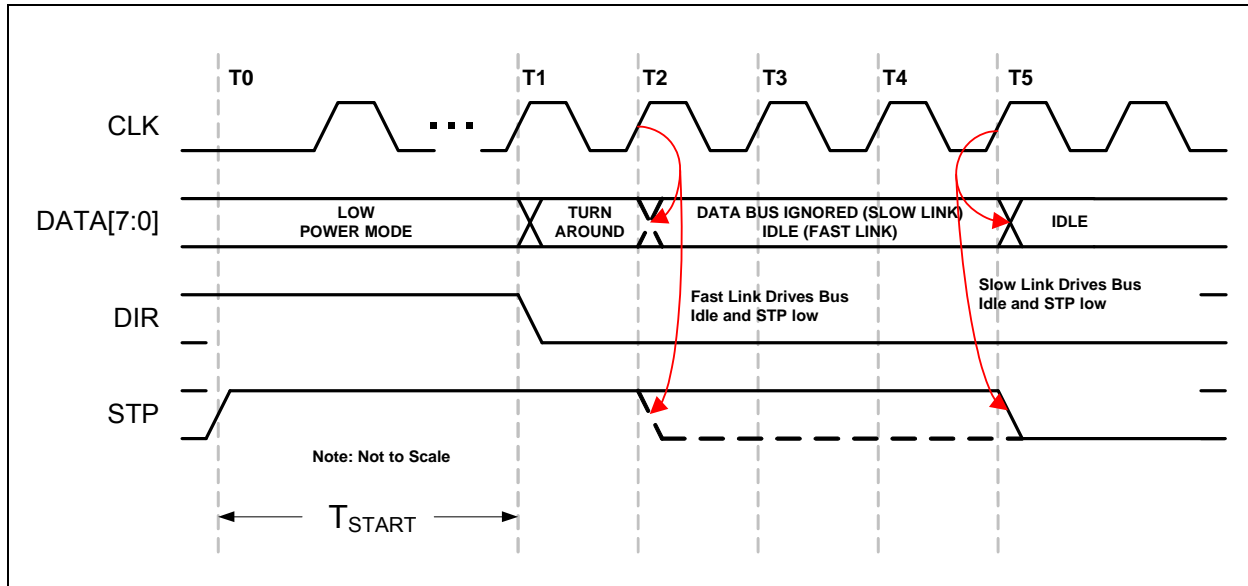 T0 T1 T2 T3 T4 T5
CLK
DATA[7:0]
LOW
POWER MODE
TURN
AROUND
DATA BUS IGNORED (SLOW LINK)
IDLE (FAST LINK)
IDLE
DIR
Fast Link Drives Bus
Idle and STP low
Slow Link Drives Bus
Idle and STP low
STP
Note: Not to Scale
TSTART